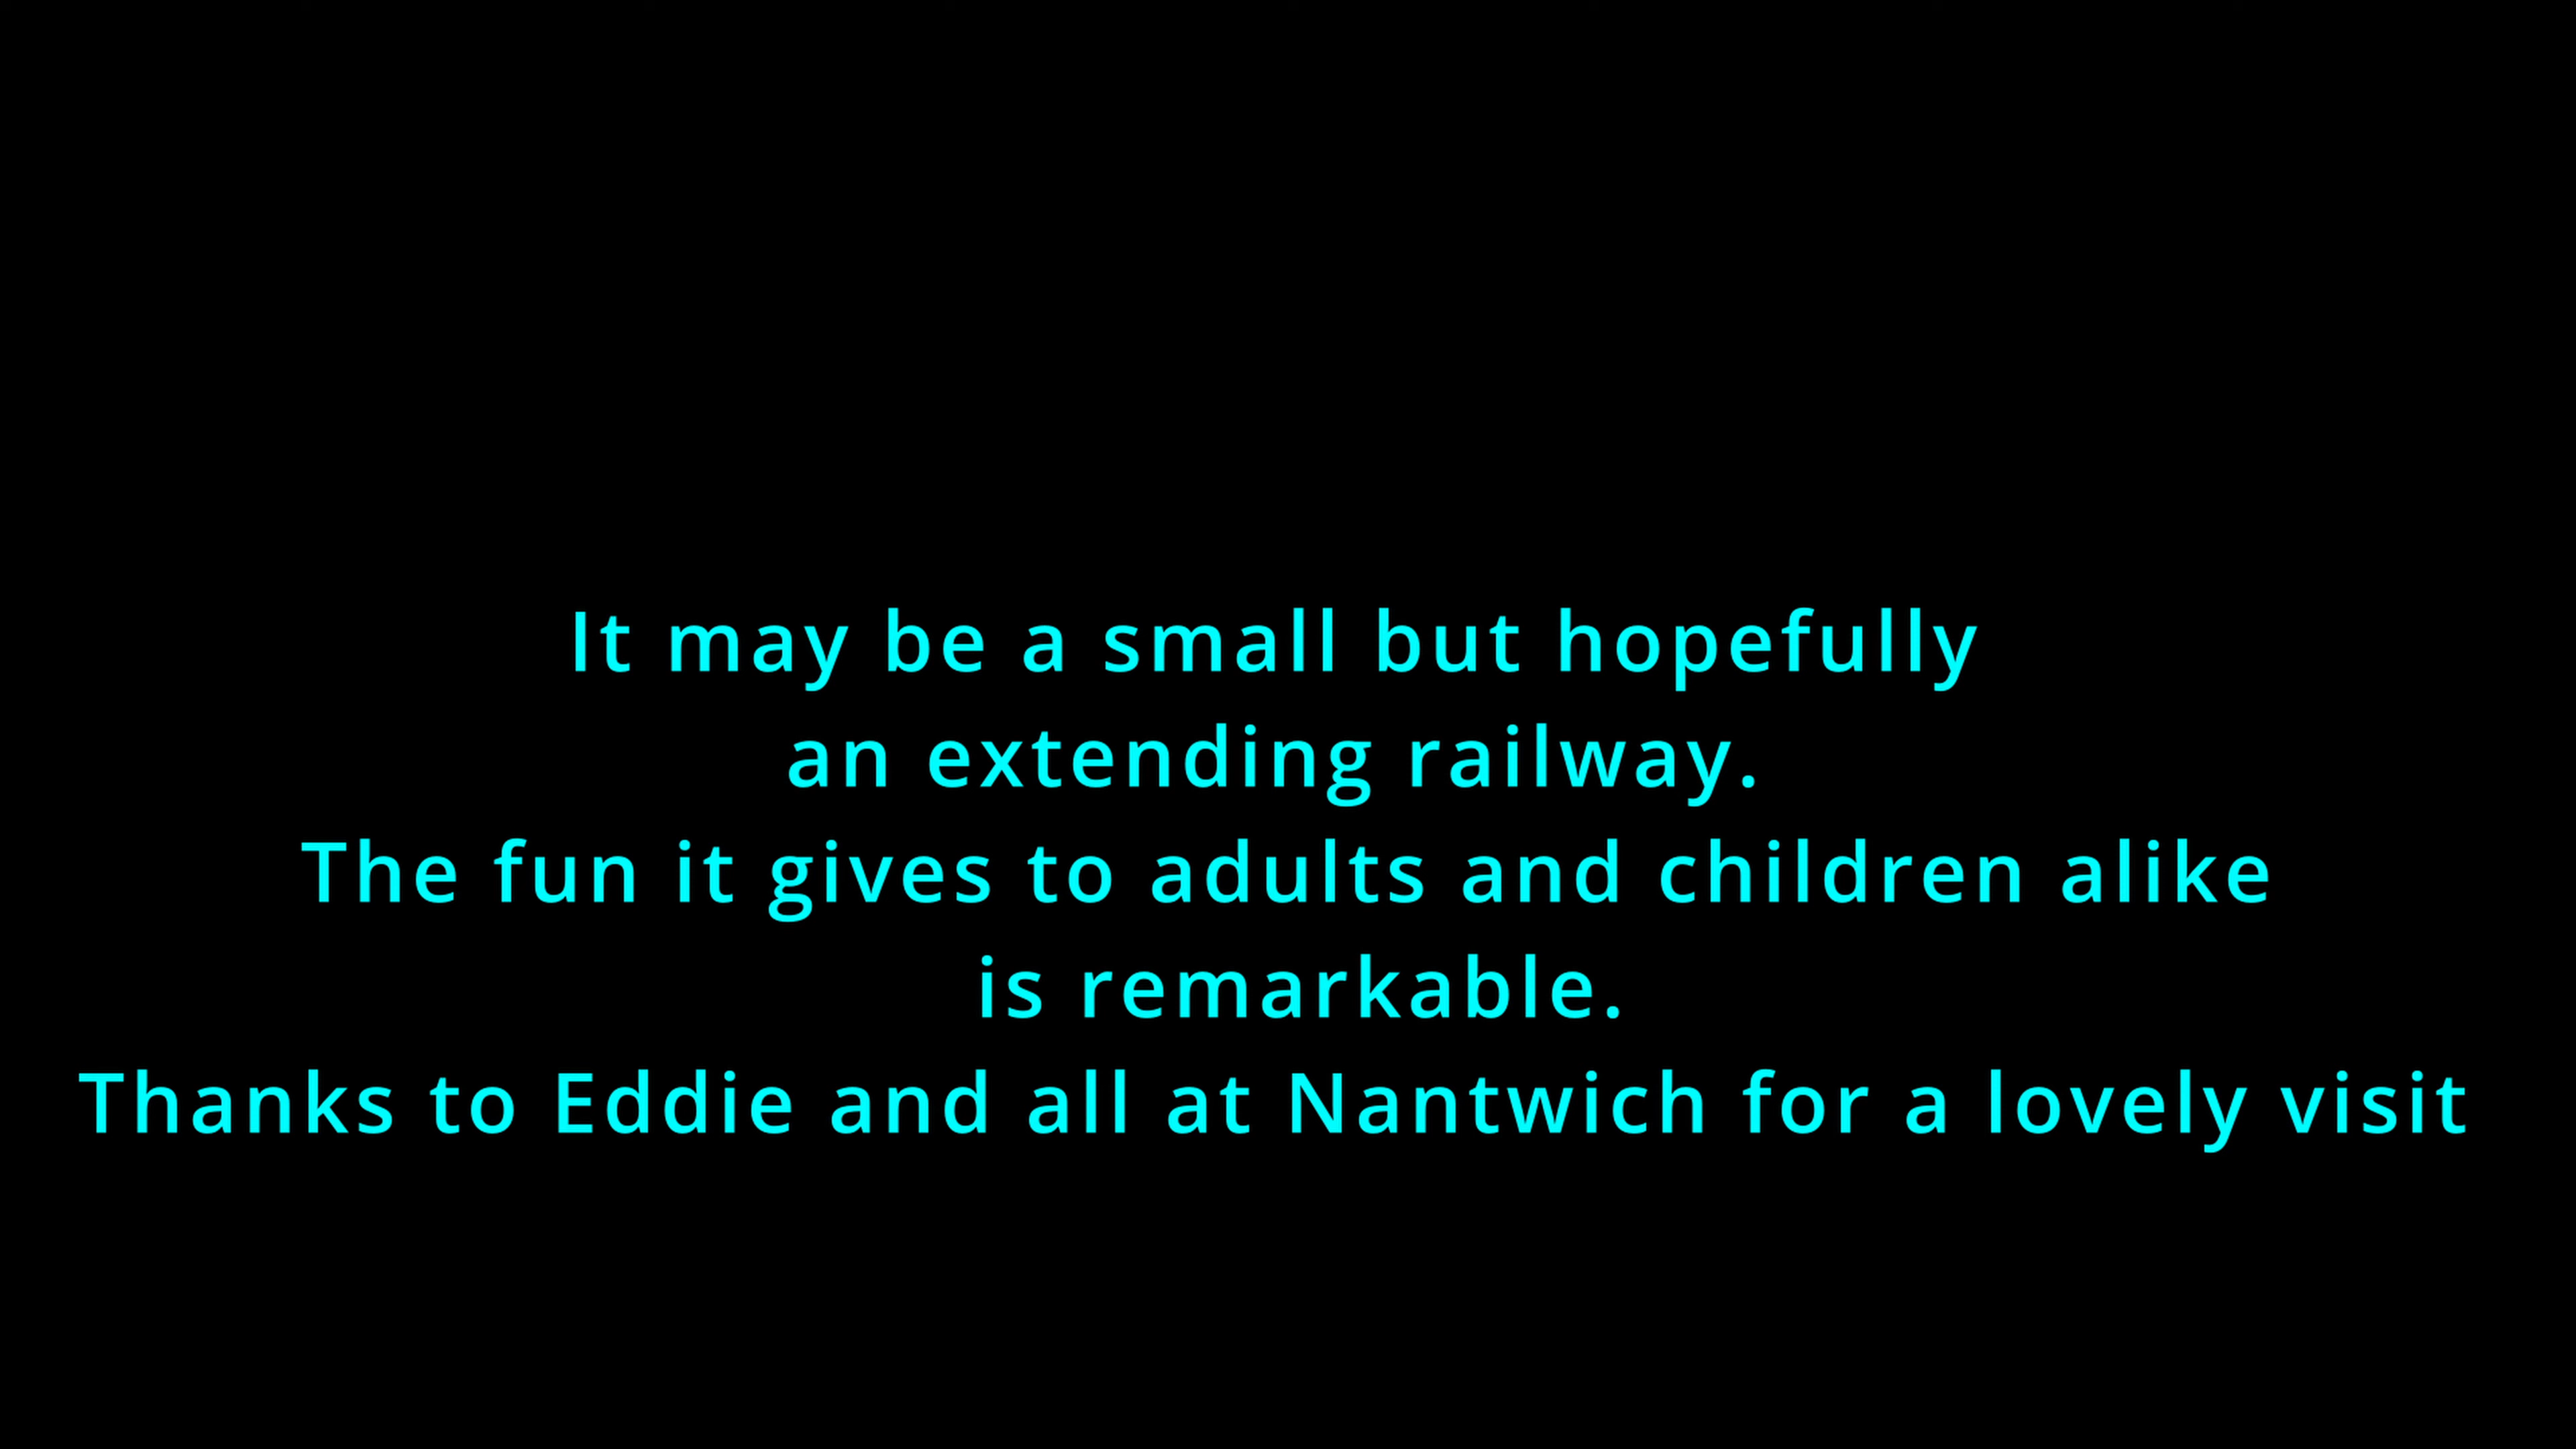 It may be a small but hopefully
an extending railway.
The fun it gives to adults and children alike
is remarkable.
Thanks to Eddie and all at Nantwich for a lovely visit